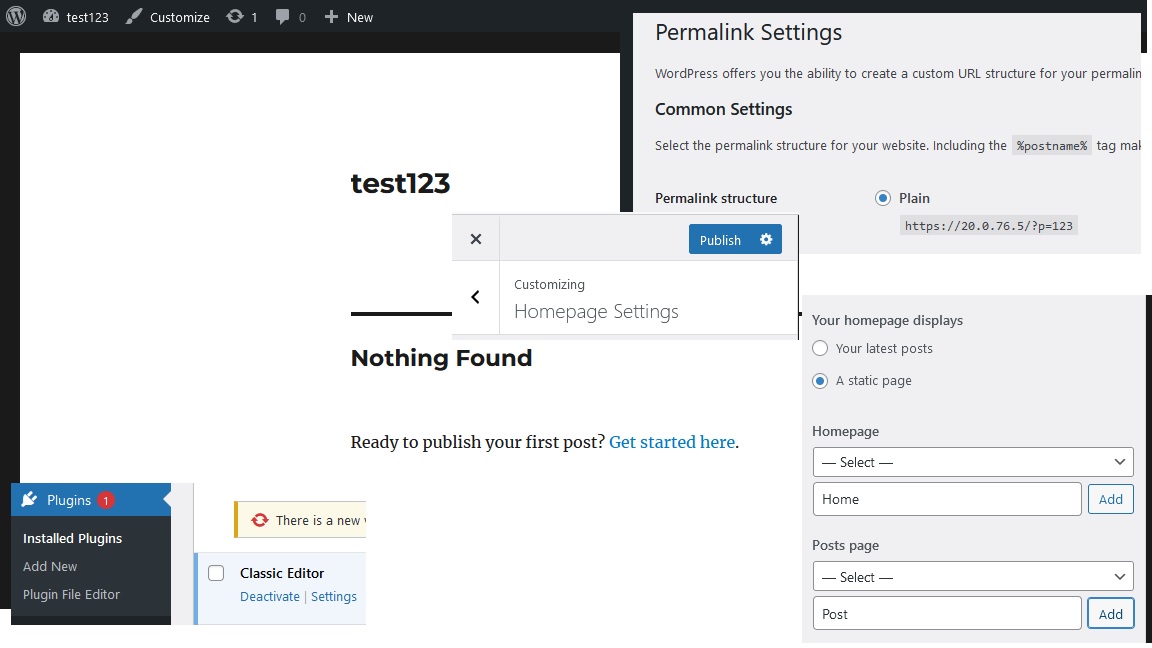 test123 Customize 1 0 New
Permalink Settings
WordPress offers you the ability to create a custom URL structure for your
Common Settings
Select the permalink structure for your website. Including the %postname% tag
test123
Permalink structure Plain
https://20.0.76.5/?p=123
Publish
Customizing
Homepage Settings
Nothing Found
Ready to publish your first post? Get started here.
Your homepage displays
Your latest posts
A static page
Homepage
— Select —
Home Add
Posts page
— Select —
Post Add
Plugins 1
Installed Plugins
Add New
Plugin File Editor
There is a new
Classic Editor
Deactivate | Settings